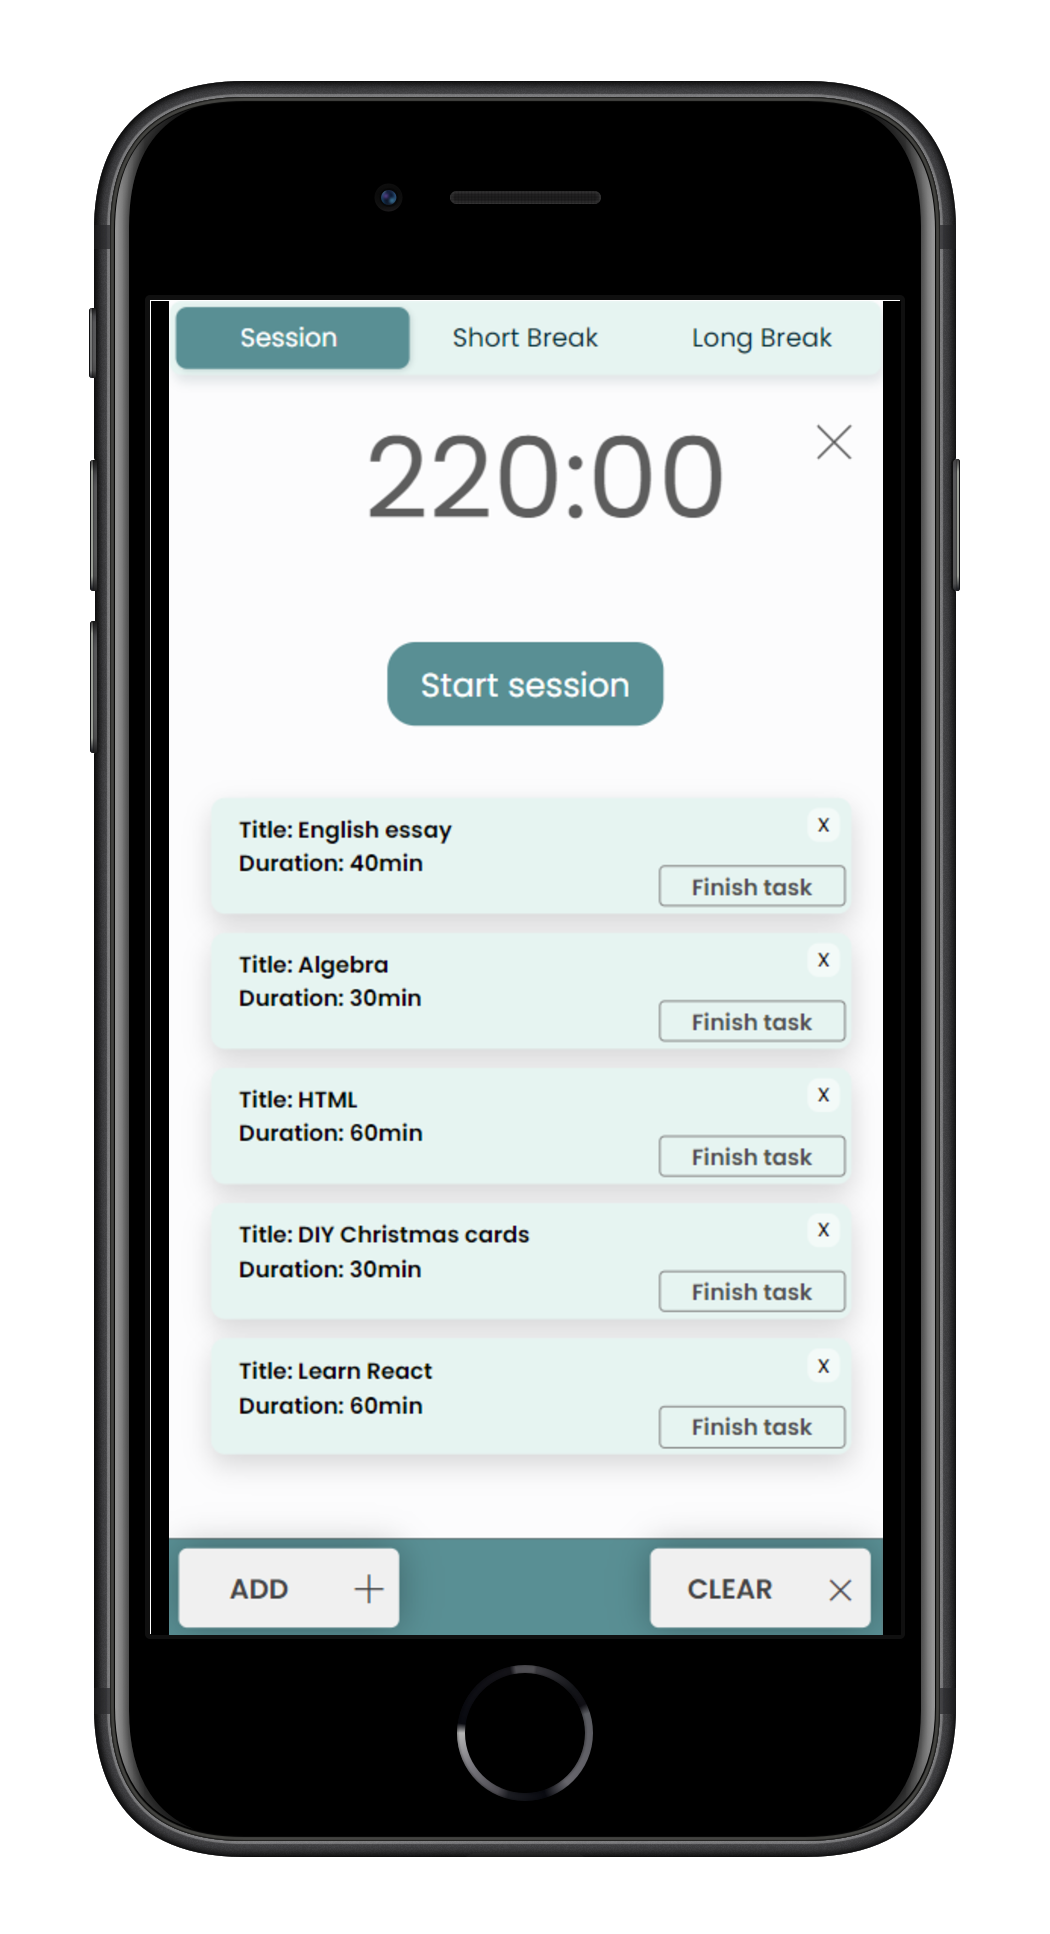 Session Short Break Long Break
220:00
Start session
Title: English essay X
Duration: 40min
Finish task
Title: Algebra X
Duration: 30min
Finish task
Title: HTML X
Duration: 60min
Finish task
Title: DIY Christmas cards X
Duration: 30min
Finish task
Title: Learn React X
Duration: 60min
Finish task
ADD + CLEAR ×